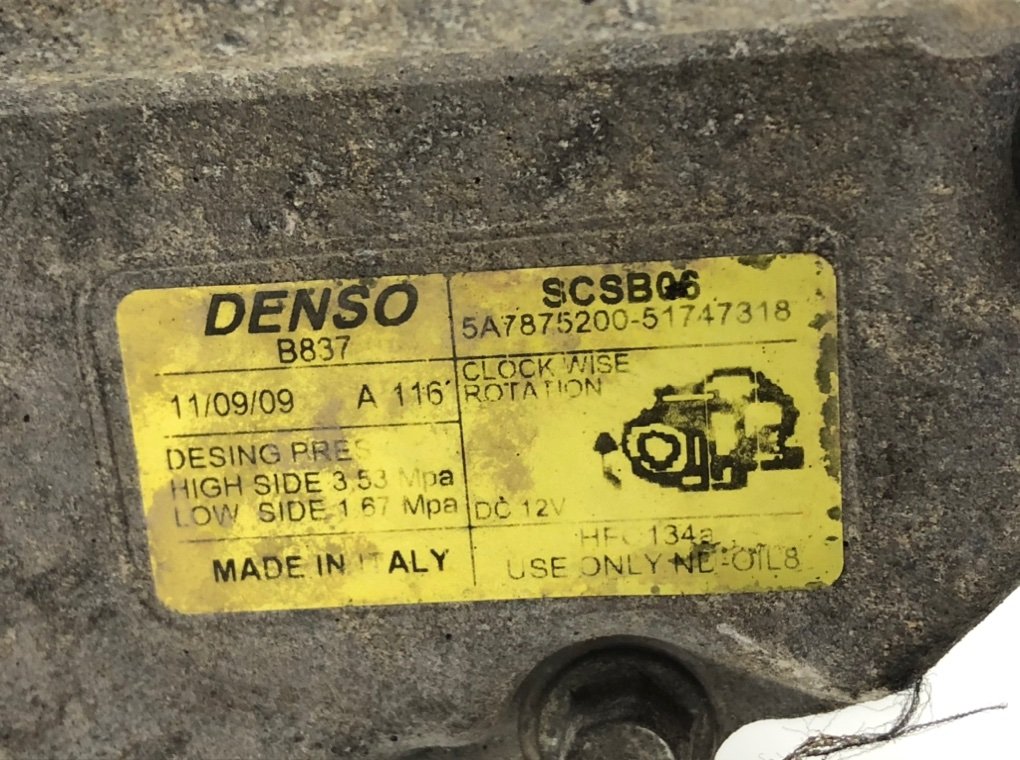 DENSO
B837
SCSB06
5A7875200-51747318
11/09/09 A 116
CLOCK WISE
ROTATION
DESING PRES
HIGH SIDE 3,53 Mpa
LOW SIDE 1,67 Mpa
DC 12V
MADE IN ITALY
HFC 134a
USE ONLY ND-OIL8